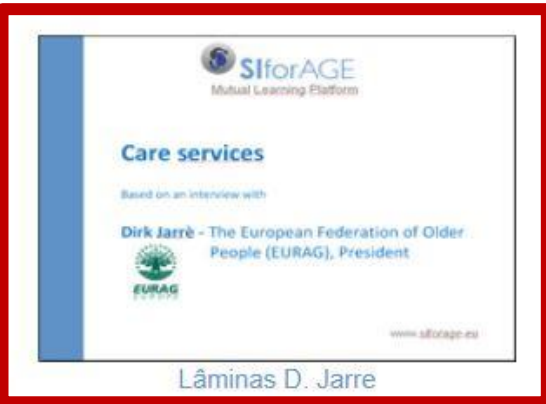 SIforAGE
Mutual Learning Platform
Care services
Based on an interview with
Dirk Jarrè - The European Federation of Older
People (EURAG), President
EURAG
EUROPE
www.siforage.eu
Lâminas D. Jarre